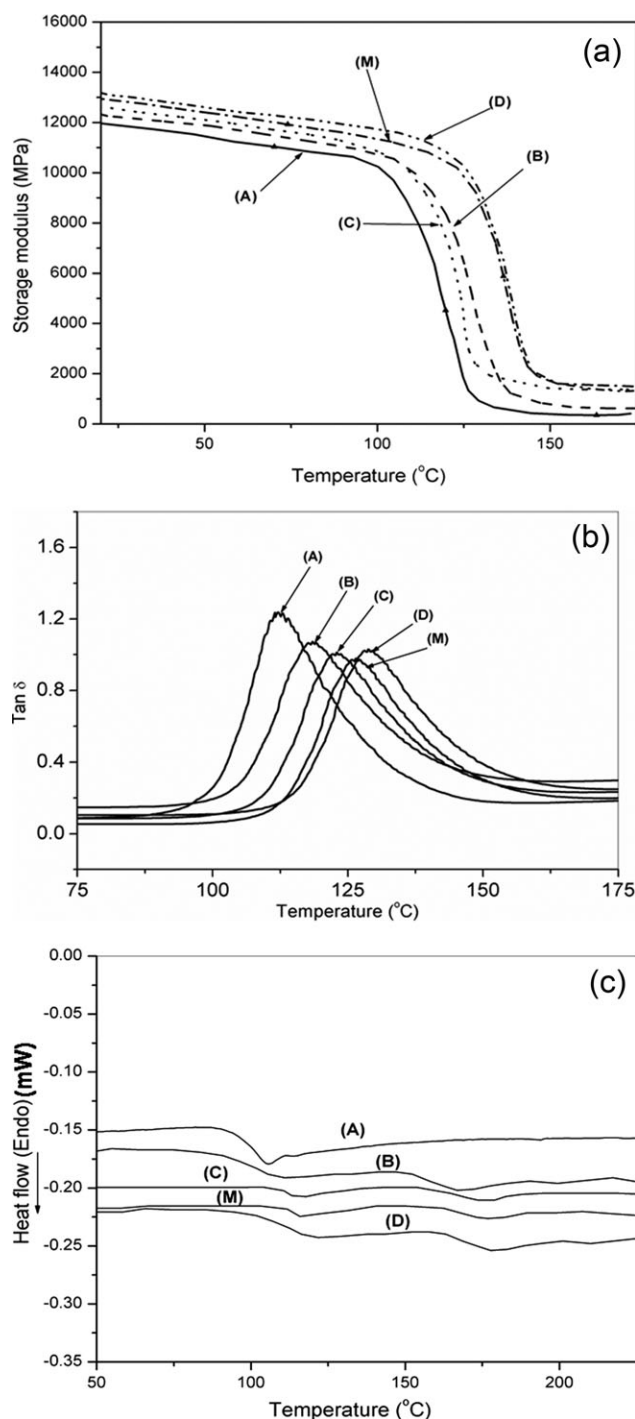 (a)
16000
14000
12000
10000
8000
6000
4000
2000
0
Storage modulus (MPa)
(M)
(D)
(A)
(C)
(B)
50
100
150
Temperature (°C)
(b)
1.6
1.2
0.8
0.4
0.0
Tan δ
(A)
(B)
(C)
(D)
(M)
75
100
125
150
175
Temperature (°C)
(c)
0.00
-0.05
-0.10
-0.15
-0.20
-0.25
-0.30
-0.35
Heat flow (Endo) (mW)
(A)
(B)
(C)
(M)
(D)
50
100
150
200
Temperature (°C)